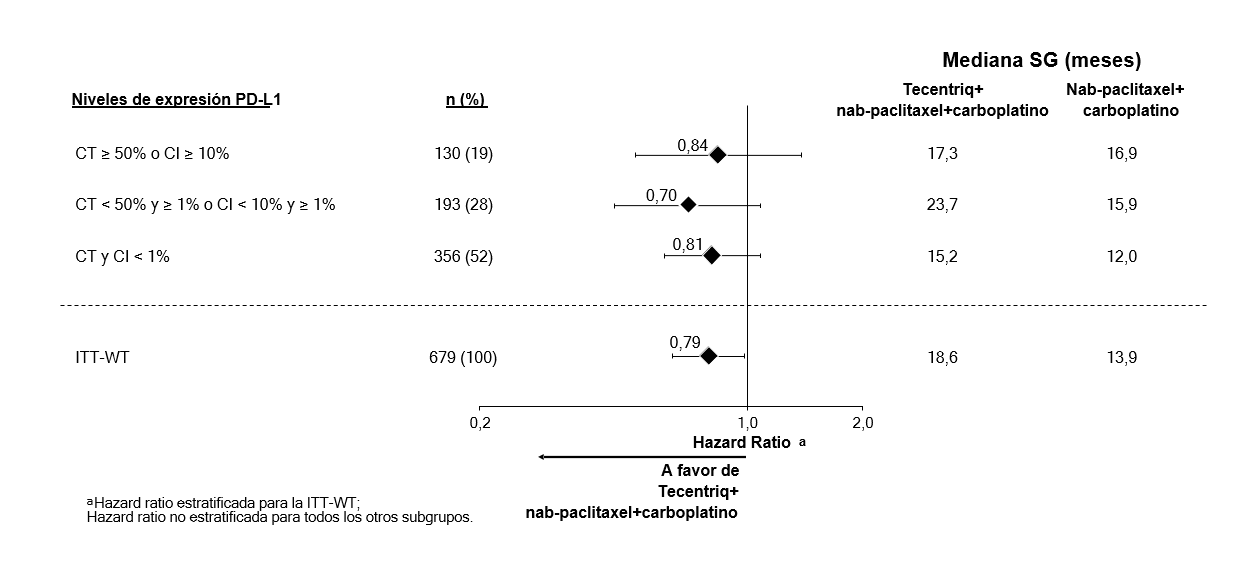 Mediana SG (meses)
Niveles de expresión PD-L1 n (%) Tecentriq+ nab-paclitaxel+carboplatino Nab-paclitaxel+ carboplatino
CT ≥ 50% o CI ≥ 10% 130 (19) 0,84 17,3 16,9
CT < 50% y ≥ 1% o CI < 10% y ≥ 1% 193 (28) 0,70 23,7 15,9
CT y CI < 1% 356 (52) 0,81 15,2 12,0
ITT-WT 679 (100) 0,79 18,6 13,9
0,2 1,0 2,0
Hazard Ratio a
A favor de
Tecentriq+
nab-paclitaxel+carboplatino
a Hazard ratio estratificada para la ITT-WT;
Hazard ratio no estratificada para todos los otros subgrupos.